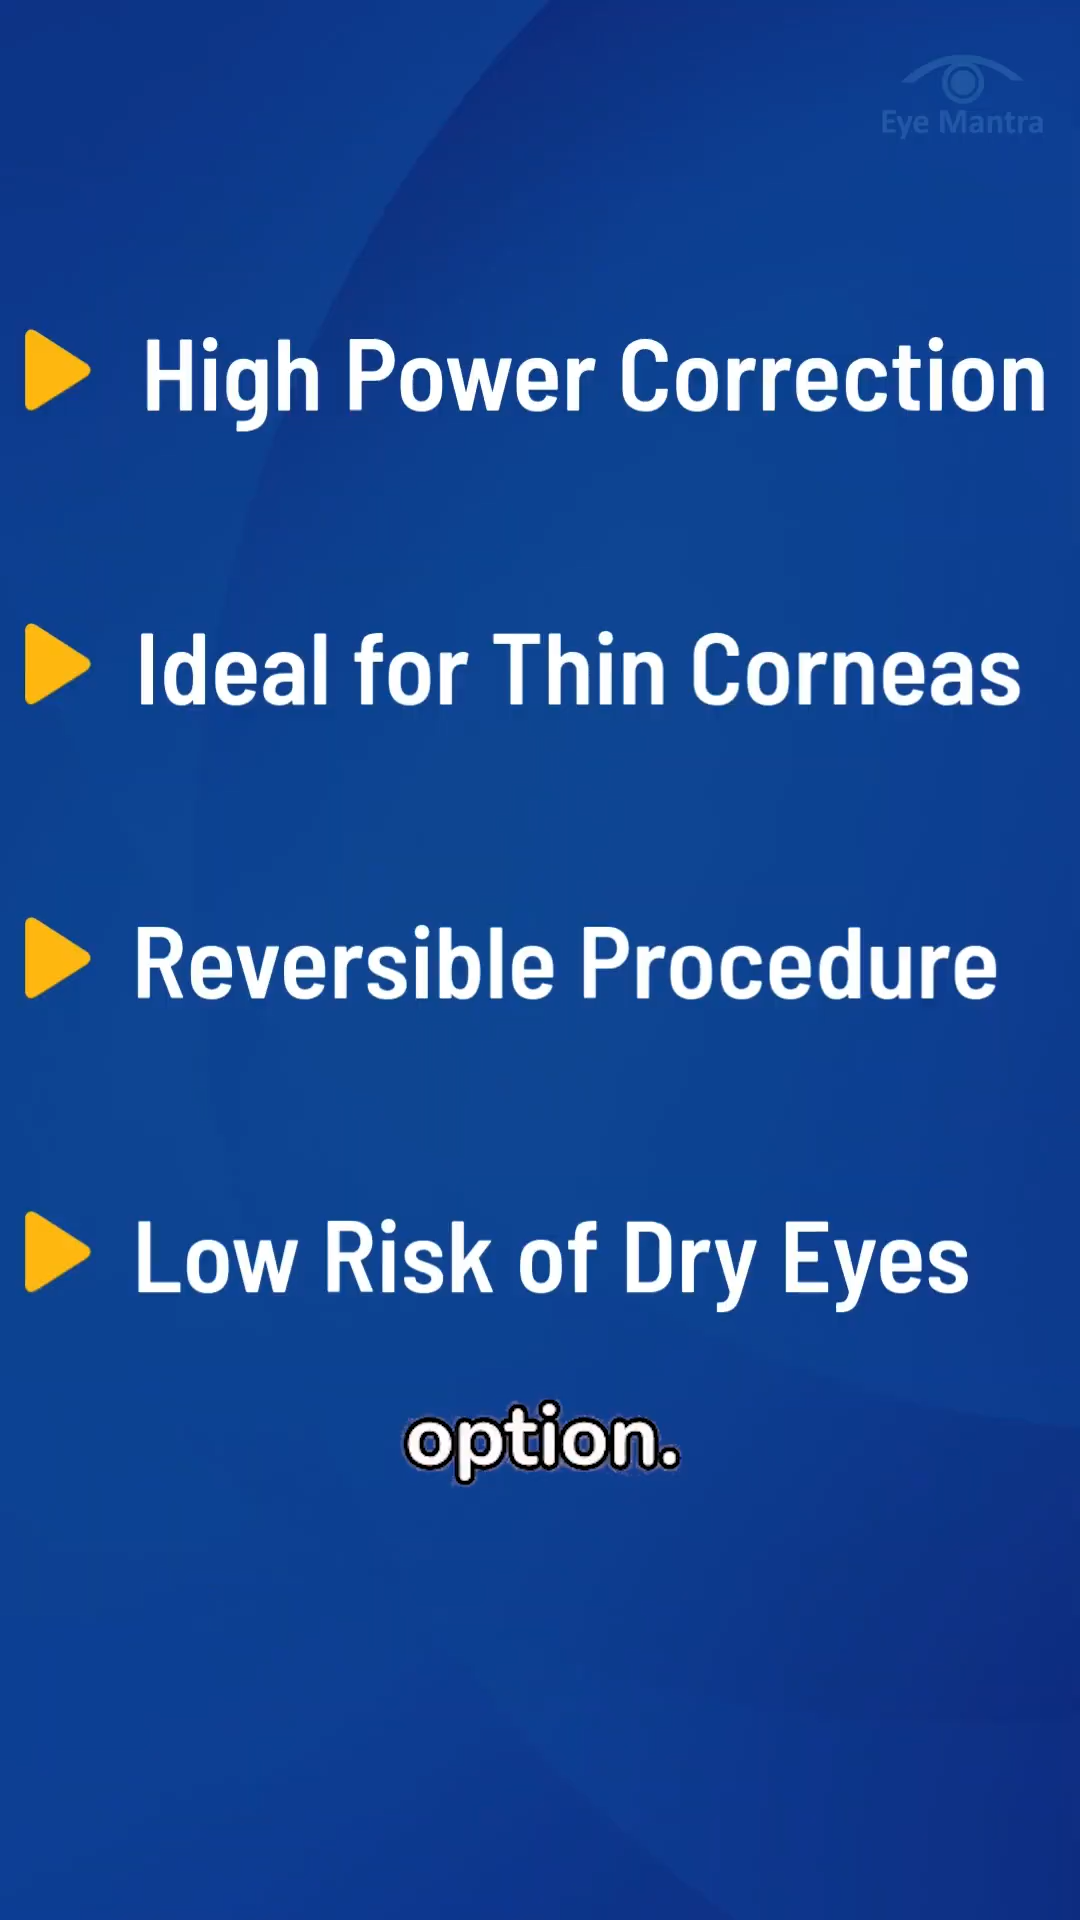 Eye Mantra
High Power Correction
Ideal for Thin Corneas
Reversible Procedure
Low Risk of Dry Eyes
option.